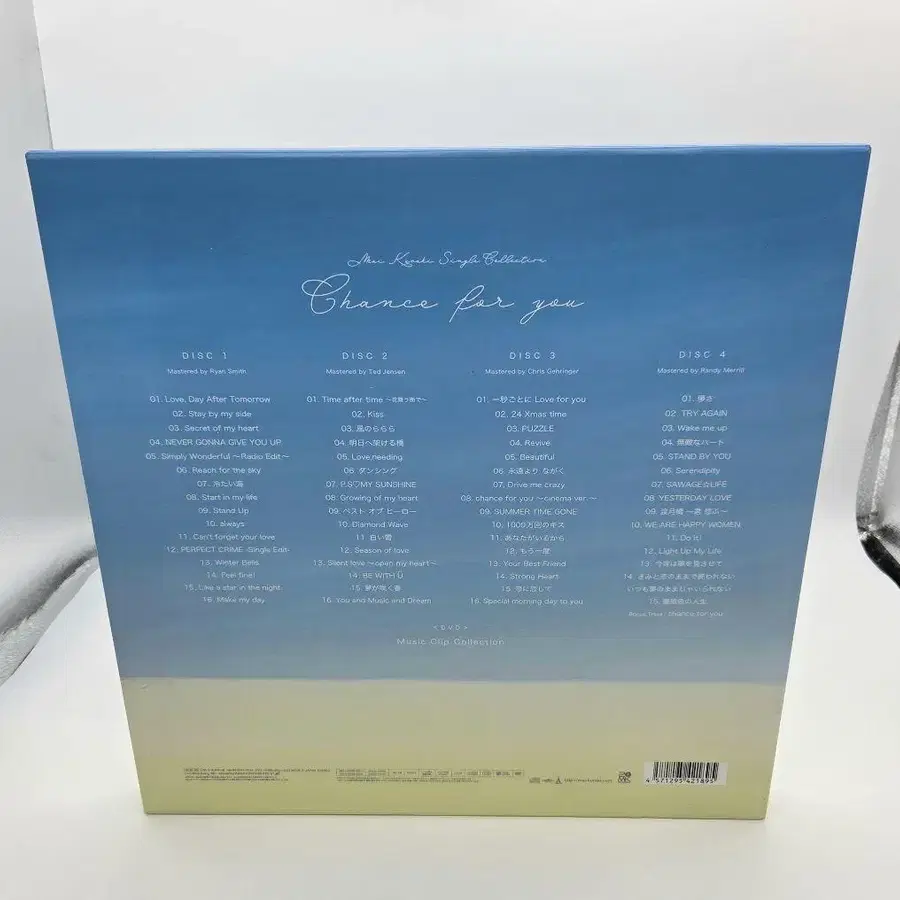 Mai Kuraki Single Collection
Chance for you
DISC 1
Mastered by Ryan Smith
01. Love, Day After Tomorrow
02. Stay by my side
03. Secret of my heart
04. NEVER GONNA GIVE YOU UP
05. Simply Wonderful ～Radio Edit～
06. Reach for the sky
07. 冷たい海
08. Start in my life
09. Stand Up
10. always
11. Can't forget your love
12. PERFECT CRIME -Single Edit-
13. Winter Bells
14. Feel fine!
15. Like a star in the night
16. Make my day
DISC 2
Mastered by Ted Jensen
01. Time after time ～花舞う街で～
02. Kiss
03. 風のららら
04. 明日へ架ける橋
05. Love, needing
06. ダンシング
07. P.S♡MY SUNSHINE
08. Growing of my heart
09. ベスト オブ ヒーロー
10. Diamond Wave
11. 白い雪
12. Season of love
13. Silent love ～open my heart～
14. BE WITH U
15. 夢が咲く春
16. You and Music and Dream
DISC 3
Mastered by Chris Gehringer
01. 一秒ごとに Love for you
02. 24 Xmas time
03. PUZZLE
04. Revive
05. Beautiful
06. 永遠より ながく
07. Drive me crazy
08. chance for you ～cinema ver.～
09. SUMMER TIME GONE
10. 1000万回のキス
11. あなたがいるから
12. もう一度
13. Your Best Friend
14. Strong Heart
15. 恋に恋して
16. Special morning day to you
DISC 4
Mastered by Randy Merrill
01. 儚さ
02. TRY AGAIN
03. Wake me up
04. 無敵なハート
05. STAND BY YOU
06. Serendipity
07. SAWAGE☆LIFE
08. YESTERDAY LOVE
09. 渡月橋 ～君 想ふ～
10. WE ARE HAPPY WOMEN
11. Do it!
12. Light Up My Life
13. 今宵は夢を見させて
14. きみと恋のままで終われない
いつも夢のままじゃいられない
15. 薔薇色の人生
Bonus Track : chance for you
<DVD>
Music Clip Collection
4 571295 421895